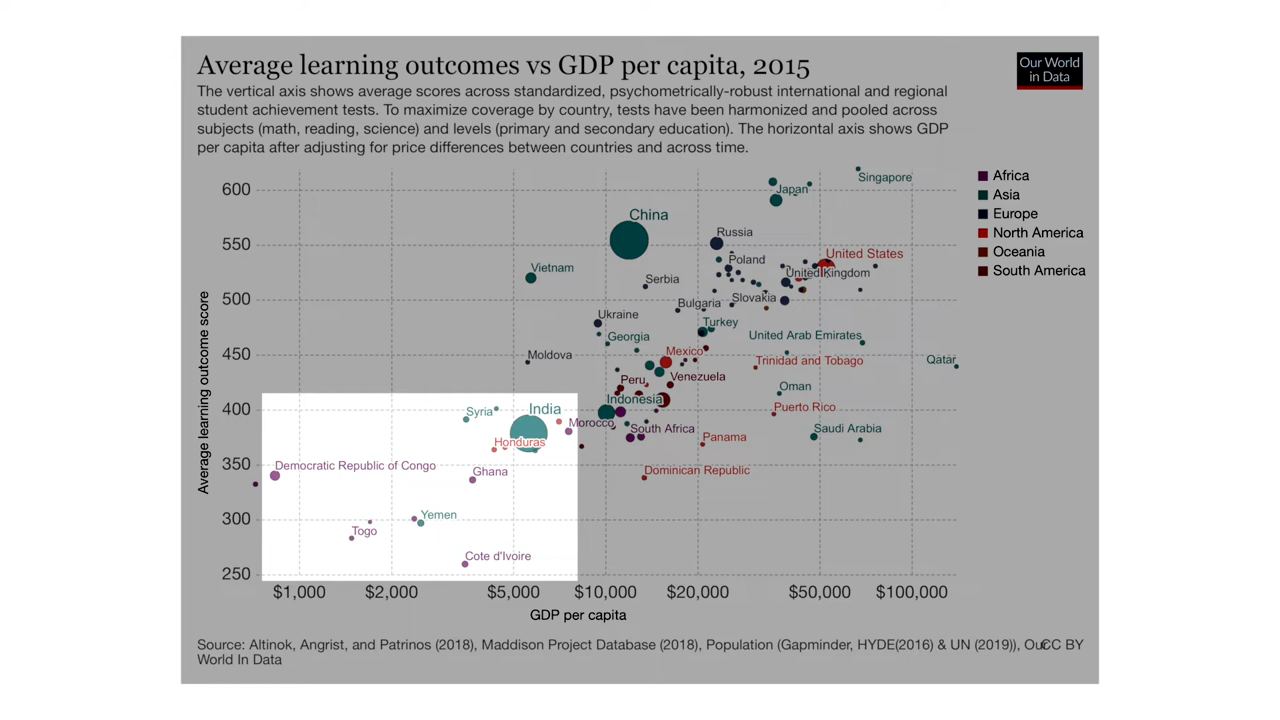 Average learning outcomes vs GDP per capita, 2015
Our World
in Data
The vertical axis shows average scores across standardized, psychometrically-robust international and regional
student achievement tests. To maximize coverage by country, tests have been harmonized and pooled across
subjects (math, reading, science) and levels (primary and secondary education). The horizontal axis shows GDP
per capita after adjusting for price differences between countries and across time.
Average learning outcome score
600
550
500
450
400
350
300
250
Singapore
Japan
China
Russia
United States
Poland
Vietnam
United Kingdom
Serbia
Slovakia
Bulgaria
Ukraine
Turkey
Georgia
United Arab Emirates
Moldova
Mexico
Trinidad and Tobago
Qatar
Peru
Venezuela
Oman
Indonesia
Syria
India
Puerto Rico
Morocco
South Africa
Saudi Arabia
Honduras
Panama
Democratic Republic of Congo
Ghana
Dominican Republic
Yemen
Togo
Cote d'Ivoire
Africa
Asia
Europe
North America
Oceania
South America
$1,000
$2,000
$5,000
$10,000
$20,000
$50,000
$100,000
GDP per capita
Source: Altinok, Angrist, and Patrinos (2018), Maddison Project Database (2018), Population (Gapminder, HYDE(2016) & UN (2019)), Our
World In Data
CC BY